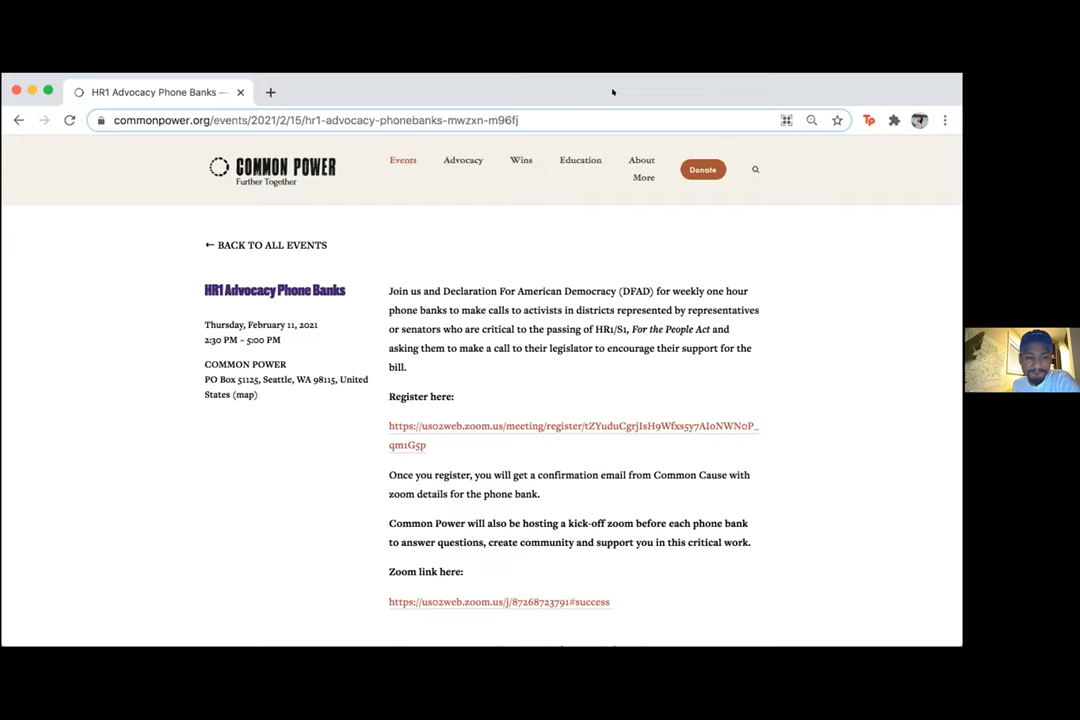 HR1 Advocacy Phone Banks —
commonpower.org/events/2021/2/15/hr1-advocacy-phonebanks-mwzxn-m96fj
Tp
COMMON POWER
Further Together
Events
Advocacy
Wins
Education
About
More
Donate
← BACK TO ALL EVENTS
HR1 Advocacy Phone Banks
Thursday, February 11, 2021
2:30 PM – 5:00 PM
COMMON POWER
PO Box 51125, Seattle, WA 98115, United
States (map)
Join us and Declaration For American Democracy (DFAD) for weekly one hour
phone banks to make calls to activists in districts represented by representatives
or senators who are critical to the passing of HR1/S1, For the People Act and
asking them to make a call to their legislator to encourage their support for the
bill.
Register here:
https://us02web.zoom.us/meeting/register/tZYuduCgrjIsH9Wfxs5y7AI0NWN0P_
qm1G5p
Once you register, you will get a confirmation email from Common Cause with
zoom details for the phone bank.
Common Power will also be hosting a kick-off zoom before each phone bank
to answer questions, create community and support you in this critical work.
Zoom link here:
https://us02web.zoom.us/j/87268723791#success